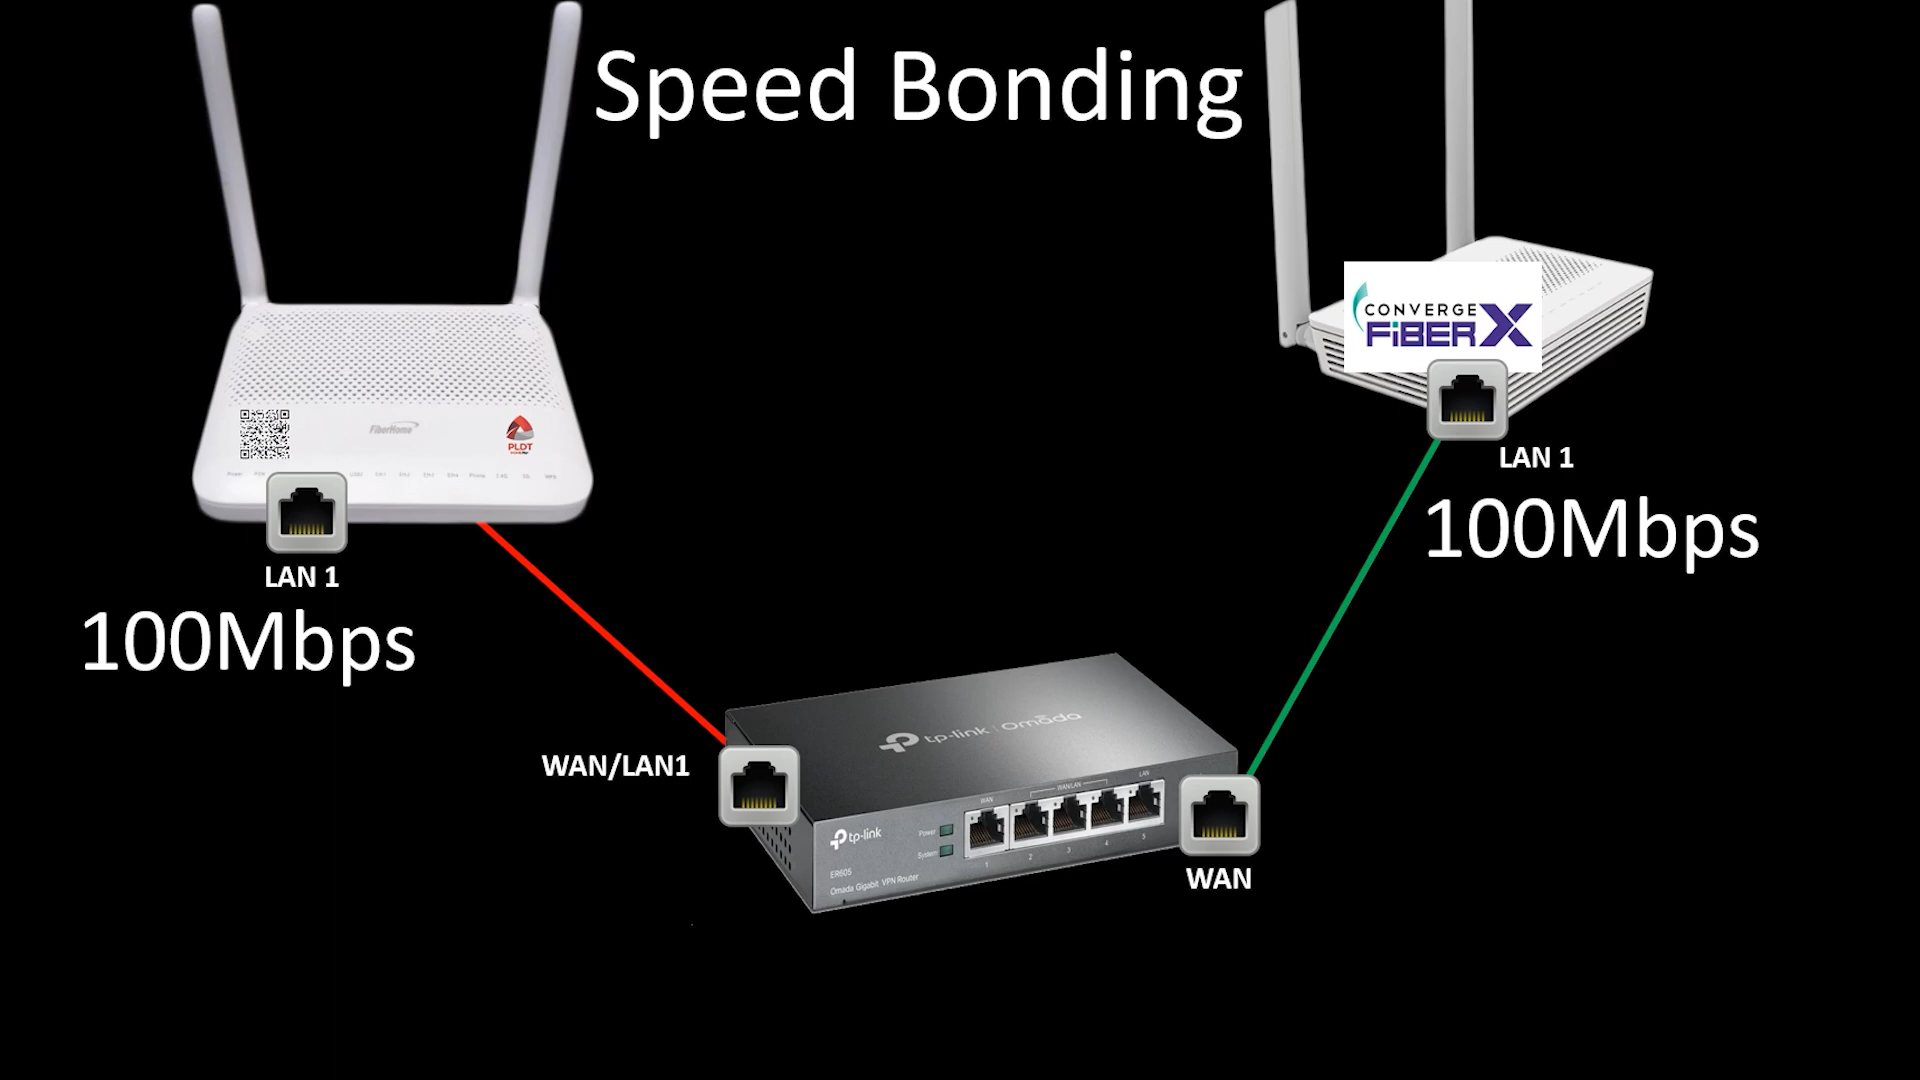 Speed Bonding
CONVERGE
FiBERX
FiberHome
PLDT
LAN 1
100Mbps
LAN 1
100Mbps
WAN/LAN1
tp-link | omada
WAN
WAN/LAN
LAN
tp-link
Power
System
1 2 3 4 5
ER605
Omada Gigabit VPN Router
WAN